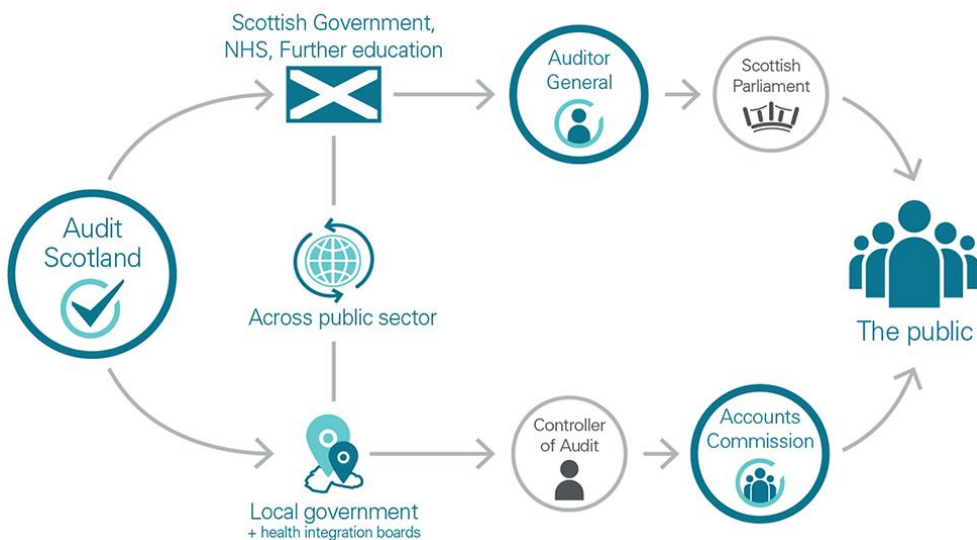 Scottish Government,
NHS, Further education
Auditor
General
Scottish
Parliament
Audit
Scotland
Across public sector
The public
Local government
+ health integration boards
Controller
of Audit
Accounts
Commission